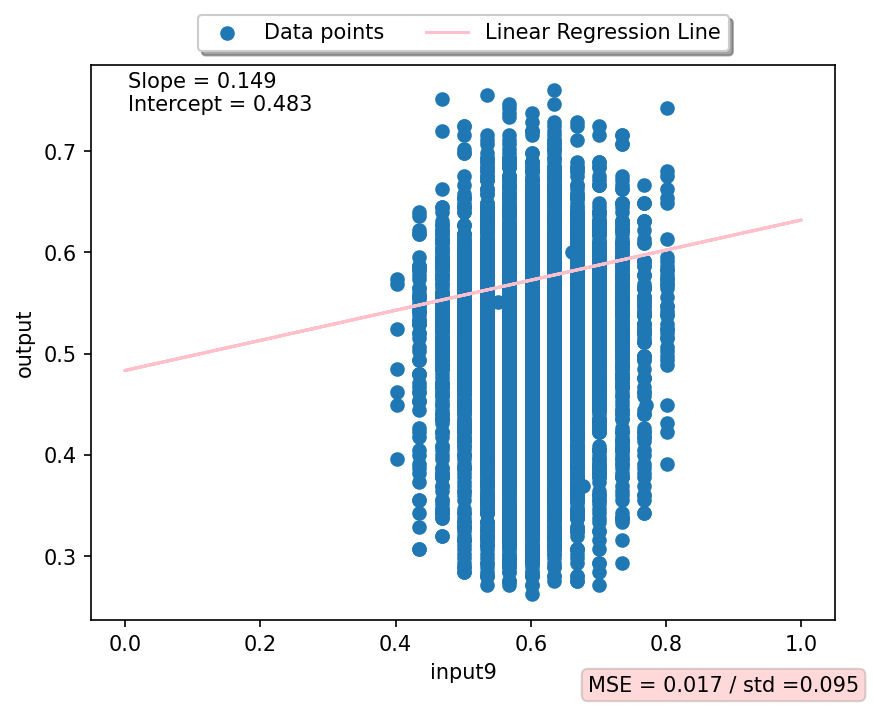 Data points
Linear Regression Line
Slope = 0.149
Intercept = 0.483
0.7
0.6
0.5
0.4
0.3
output
0.0
0.2
0.4
0.6
0.8
1.0
input9
MSE = 0.017 / std =0.095